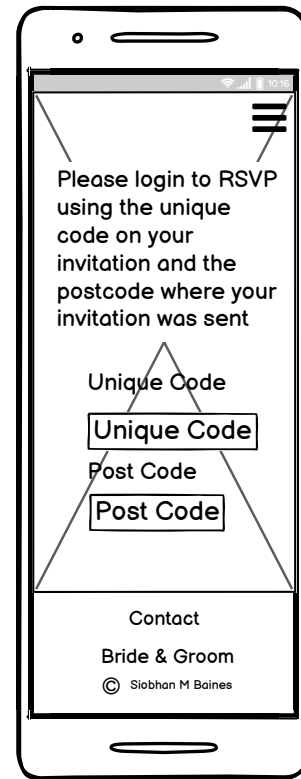 10:16
Please login to RSVP
using the unique
code on your
invitation and the
postcode where your
invitation was sent
Unique Code
Unique Code
Post Code
Post Code
Contact
Bride & Groom
© Siobhan M Baines